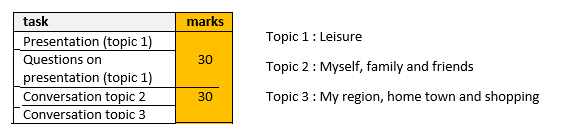 task marks
Presentation (topic 1)
Questions on
presentation (topic 1)
30
Conversation topic 2
30
Conversation topic 3
Topic 1 : Leisure
Topic 2 : Myself, family and friends
Topic 3 : My region, home town and shopping